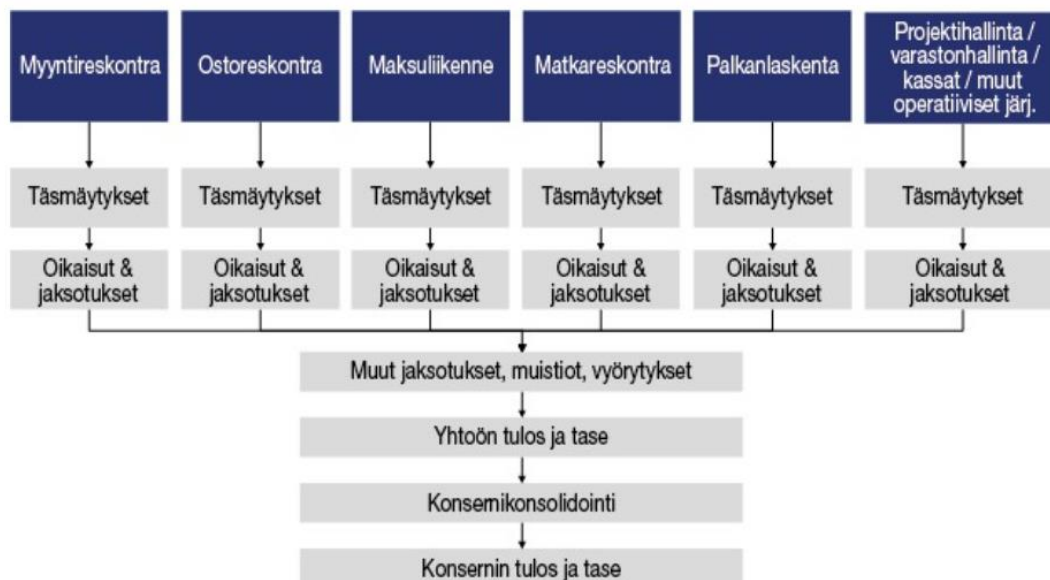 Myyntireskontra
Ostoreskontra
Maksuliikenne
Matkareskontra
Palkanlaskenta
Projektihallinta /
varastonhallinta /
kassat / muut
operatiiviset järj.
Täsmäytykset
Täsmäytykset
Täsmäytykset
Täsmäytykset
Täsmäytykset
Täsmäytykset
Oikaisut &
jaksotukset
Oikaisut &
jaksotukset
Oikaisut &
jaksotukset
Oikaisut &
jaksotukset
Oikaisut &
jaksotukset
Oikaisut &
jaksotukset
Muut jaksotukset, muistiot, vyörytykset
Yhtoön tulos ja tase
Konsernikonsolidointi
Konsernin tulos ja tase